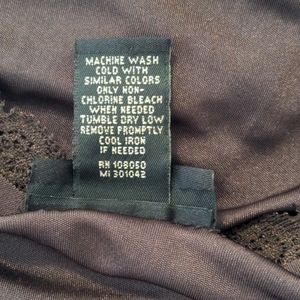 MACHINE WASH
COLD WITH
SIMILAR COLORS
ONLY NON-
CHLORINE BLEACH
WHEN NEEDED
TUMBLE DRY LOW
REMOVE PROMPTLY
COOL IRON
IF NEEDED
RN 108050
Mi 301042